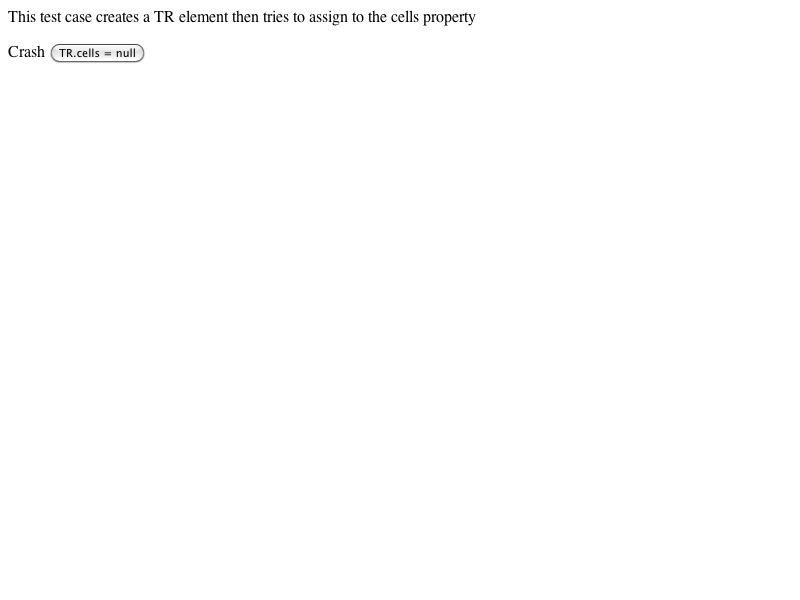 This test case creates a TR element then tries to assign to the cells property
Crash TR.cells = null